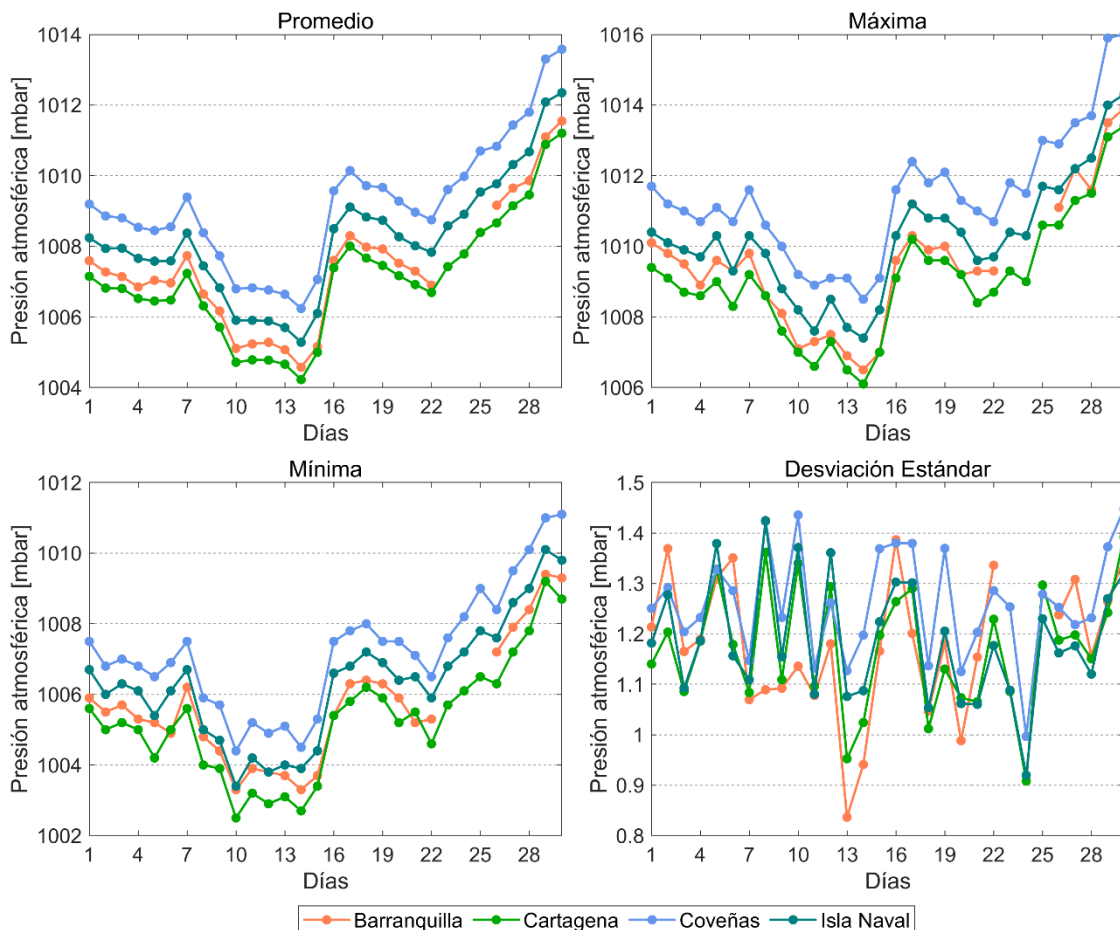 Promedio
Presión atmosférica [mbar]
1014
1012
1010
1008
1006
1004
1 4 7 10 13 16 19 22 25 28
Días
Máxima
Presión atmosférica [mbar]
1016
1014
1012
1010
1008
1006
1 4 7 10 13 16 19 22 25 28
Días
Mínima
Presión atmosférica [mbar]
1012
1010
1008
1006
1004
1002
1 4 7 10 13 16 19 22 25 28
Días
Desviación Estándar
Presión atmosférica [mbar]
1.5
1.4
1.3
1.2
1.1
1
0.9
0.8
1 4 7 10 13 16 19 22 25 28
Días
Barranquilla Cartagena Coveñas Isla Naval